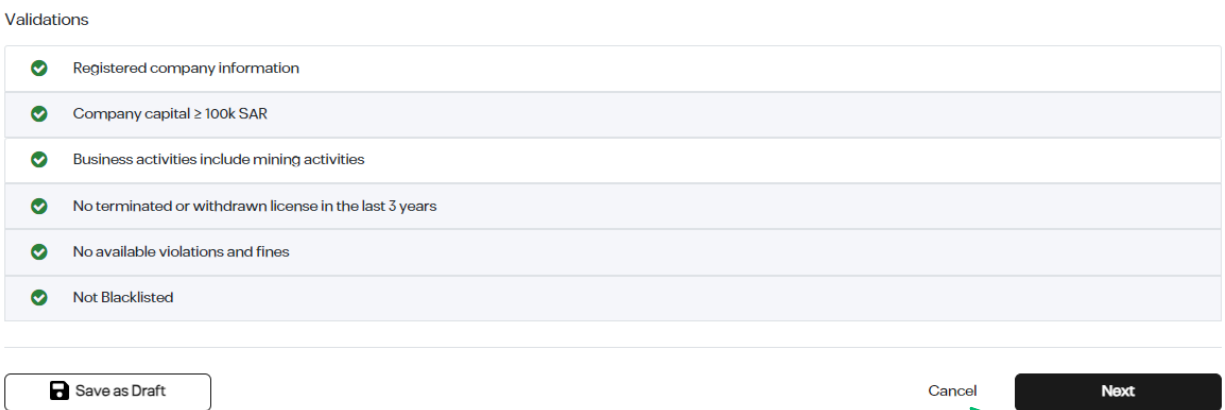 Validations
Registered company information
Company capital ≥ 100k SAR
Business activities include mining activities
No terminated or withdrawn license in the last 3 years
No available violations and fines
Not Blacklisted
Save as Draft
Cancel
Next